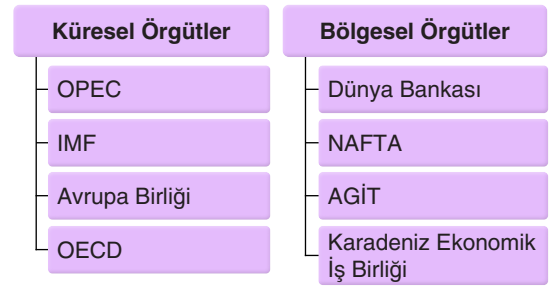 Küresel Örgütler
OPEC
IMF
Avrupa Birliği
OECD
Bölgesel Örgütler
Dünya Bankası
NAFTA
AGİT
Karadeniz Ekonomik
İş Birliği